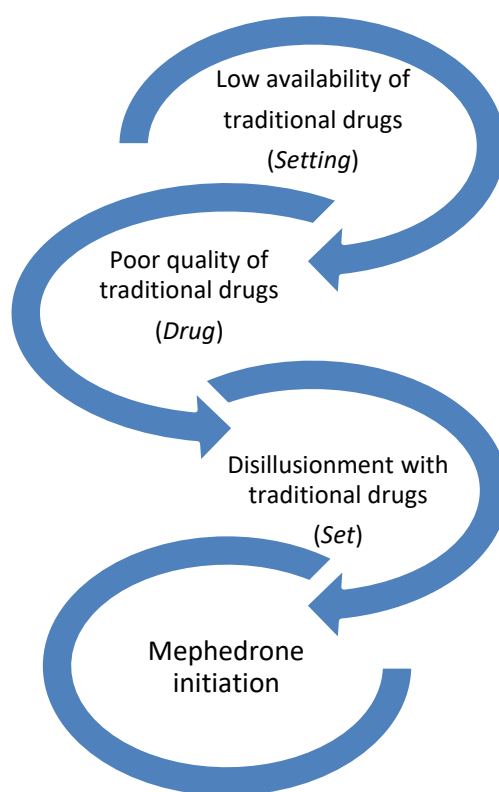 Low availability of
traditional drugs
(Setting)
Poor quality of
traditional drugs
(Drug)
Disillusionment with
traditional drugs
(Set)
Mephedrone
initiation